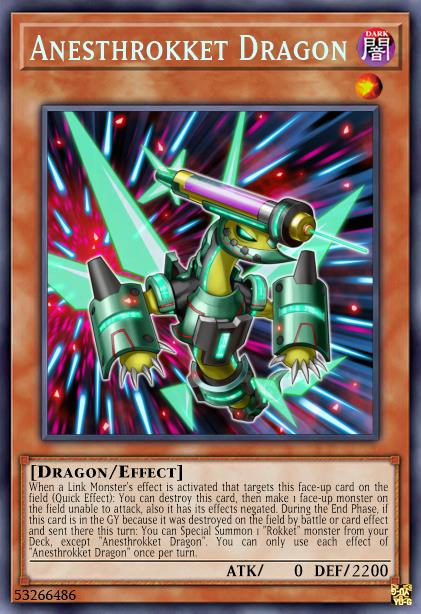 ANESTHROKKET DRAGON
DARK
闇
[DRAGON/EFFECT]
When a Link Monster's effect is activated that targets this face-up card on the
field (Quick Effect): You can destroy this card, then make 1 face-up monster on
the field unable to attack, also it has its effects negated. During the End Phase, if
this card is in the GY because it was destroyed on the field by battle or card effect
and sent there this turn: You can Special Summon 1 "Rokket" monster from your
Deck, except "Anesthrokket Dragon". You can only use each effect of
"Anesthrokket Dragon" once per turn.
ATK/ 0 DEF/2200
53266486